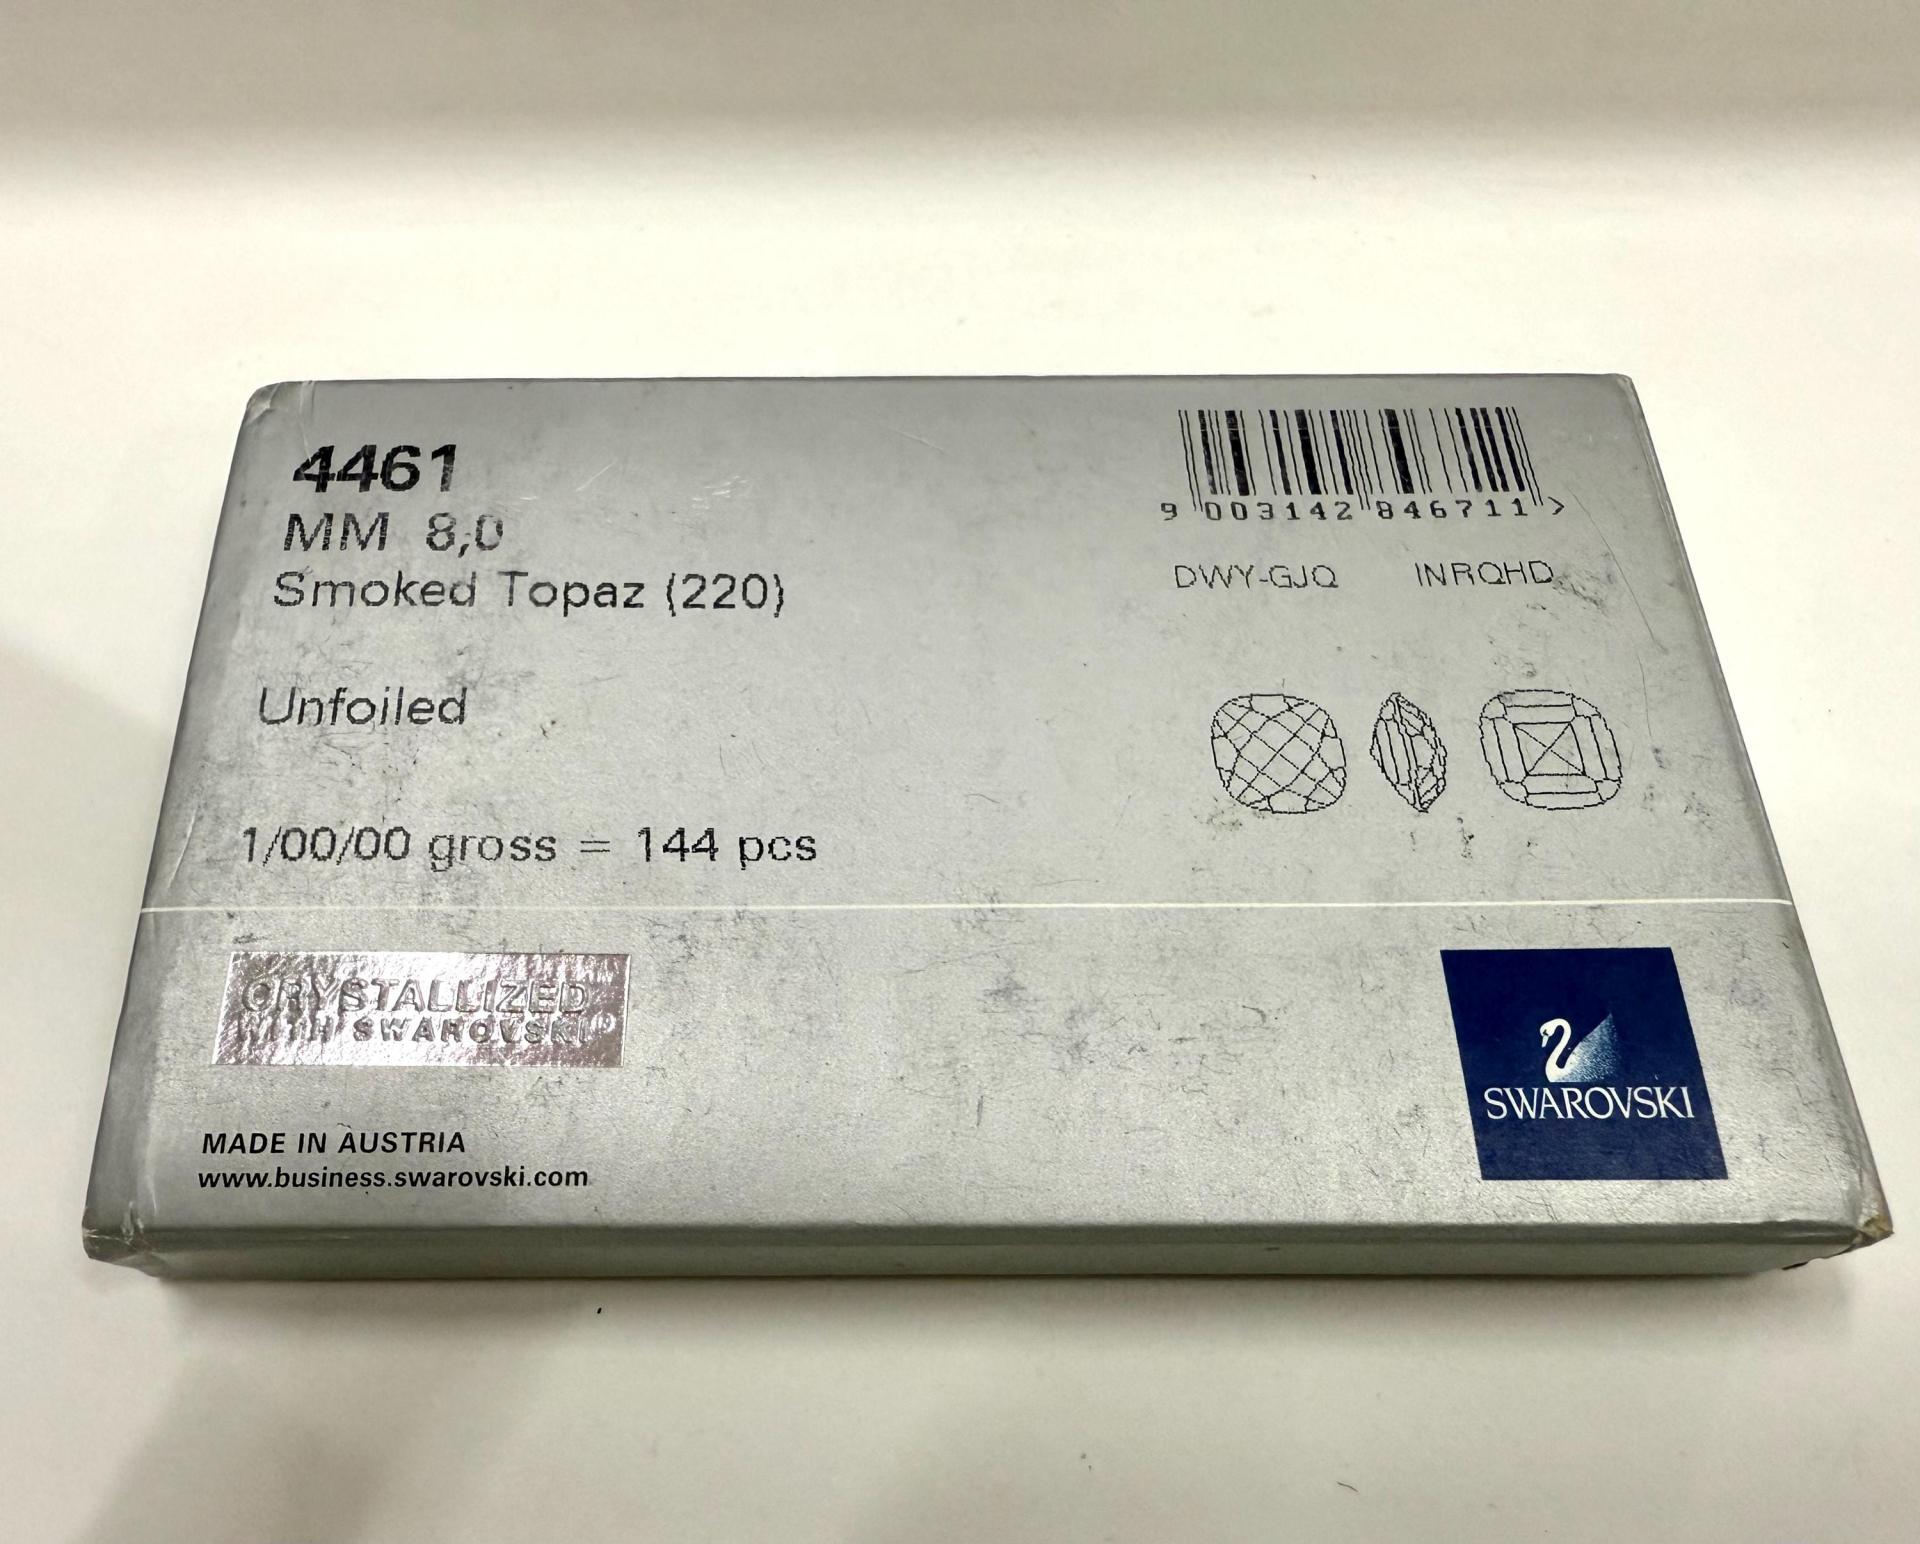 4461
MM 8,0
Smoked Topaz (220)
Unfoiled
1/00/00 gross = 144 pcs
9 003142 846711 >
DWY-GJQ INRQHD
CRYSTALLIZED
WITH SWAROVSKI®
MADE IN AUSTRIA
www.business.swarovski.com
SWAROVSKI